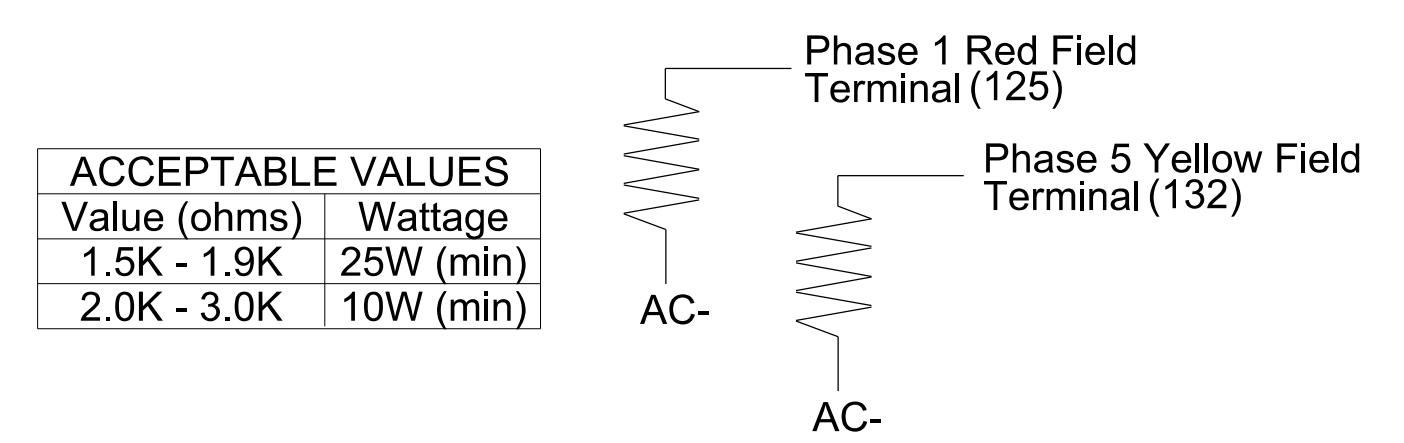 ACCEPTABLE VALUES
Value (ohms) Wattage
1.5K - 1.9K 25W (min)
2.0K - 3.0K 10W (min)
Phase 1 Red Field
Terminal (125)
AC-
Phase 5 Yellow Field
Terminal (132)
AC-